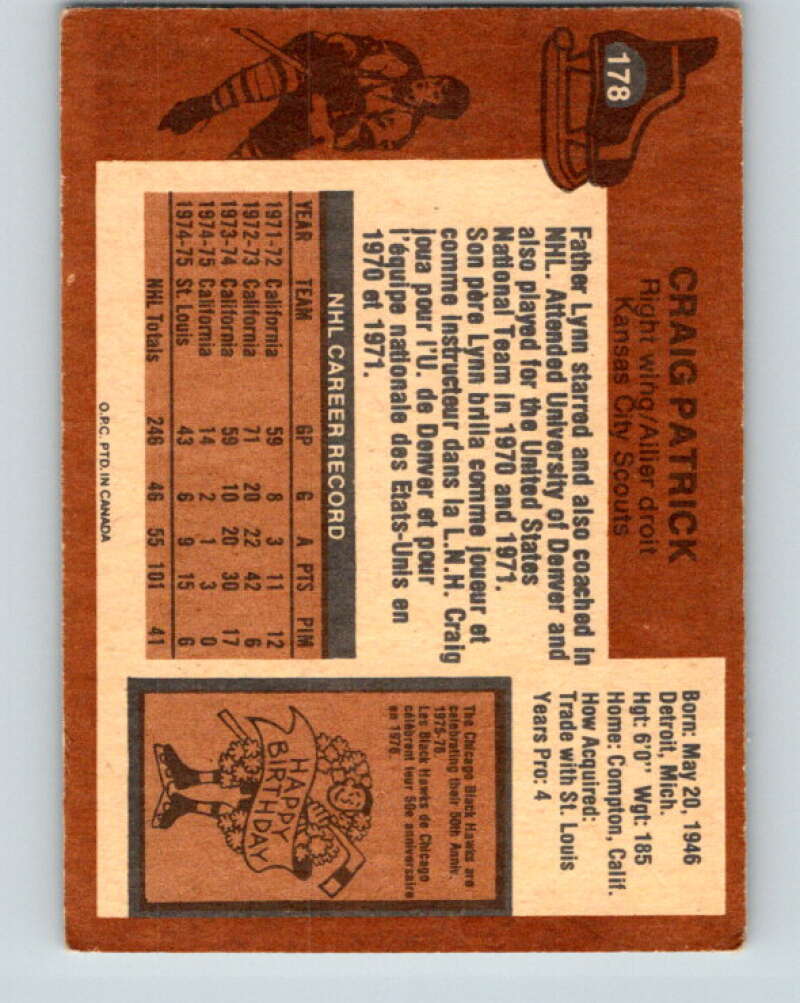 178
CRAIG PATRICK
Right wing/Ailier droit
Kansas City Scouts
Born: May 20, 1946
Detroit, Mich.
Hgt: 6'0" Wgt: 185
Home: Compton, Calif.
How Acquired:
Trade with St. Louis
Years Pro: 4
Father Lynn starred and also coached in
NHL. Attended University of Denver and
also played for the United States
National Team in 1970 and 1971.
Son père Lynn brilla comme joueur et
comme instructeur dans la L.N.H. Craig
joua pour l'U. de Denver et pour
l'équipe nationale des Etats-Unis en
1970 et 1971.
NHL CAREER RECORD
YEAR TEAM GP G A PTS PIM
1971-72 California 59 8 3 11 12
1972-73 California 71 20 22 42 6
1973-74 California 59 10 20 30 17
1974-75 California 14 2 1 3 0
1974-75 St. Louis 43 6 9 15 6
NHL Totals 246 46 55 101 41
The Chicago Black Hawks are
celebrating their 50th Anniv.
1975-76.
Les Black Hawks de Chicago
célèbrent leur 50e anniversaire
en 1976.
HAPPY
BIRTHDAY
O.P.C. PTD. IN CANADA